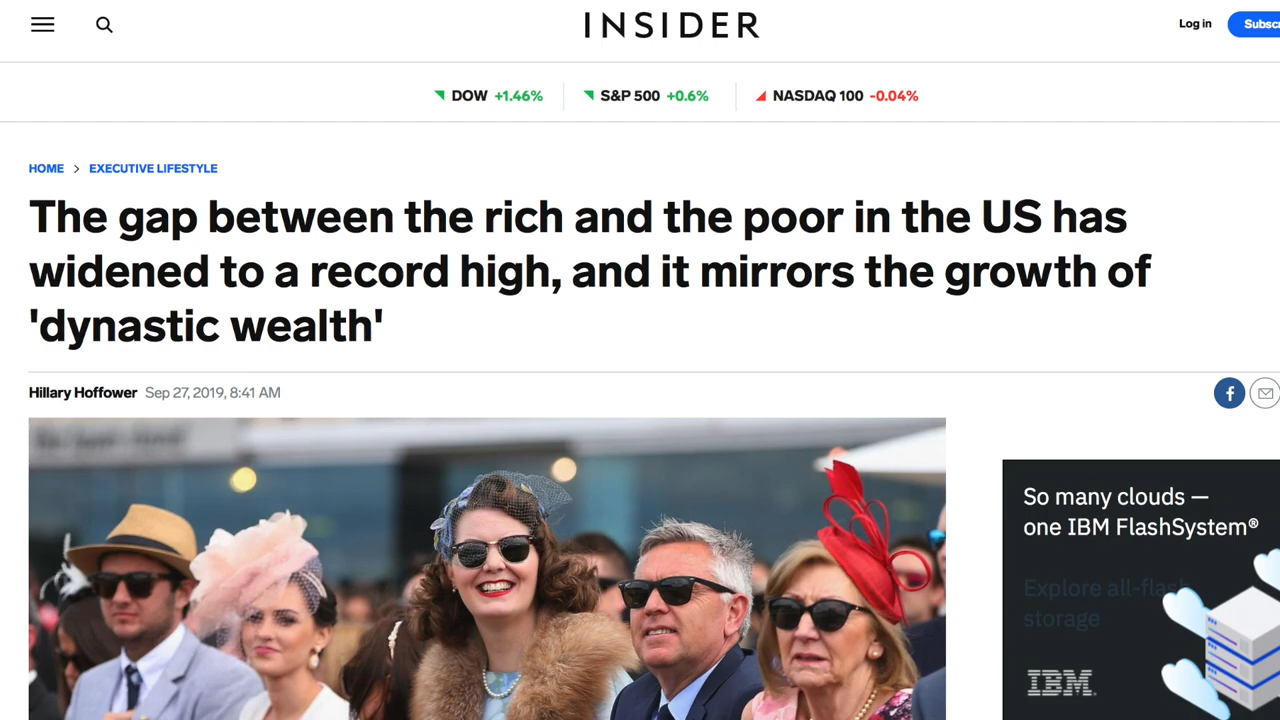 INSIDER
Log in
Subsc
DOW +1.46%
S&P 500 +0.6%
NASDAQ 100 -0.04%
HOME > EXECUTIVE LIFESTYLE
The gap between the rich and the poor in the US has
widened to a record high, and it mirrors the growth of
'dynastic wealth'
Hillary Hoffower Sep 27, 2019, 8:41 AM
So many clouds —
one IBM FlashSystem®
Explore all-flash
storage
IBM